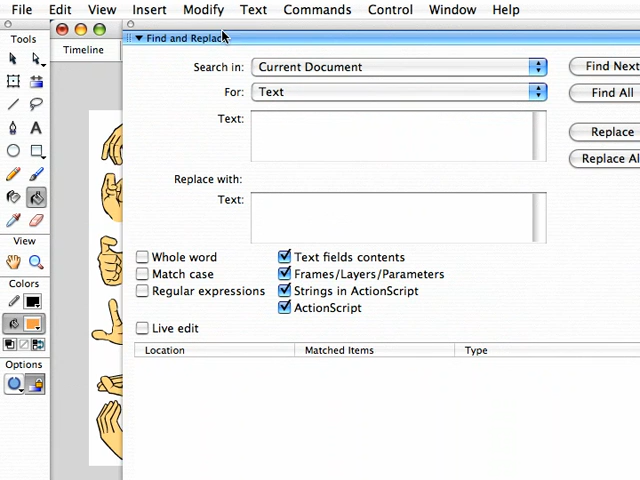 File Edit View Insert Modify Text Commands Control Window Help
Tools
Timeline
Find and Replac
Search in: Current Document Find Next
For: Text Find All
Text:
Replace
Replace Al
Replace with:
Text:
View
Whole word Text fields contents
Match case Frames/Layers/Parameters
Regular expressions Strings in ActionScript
ActionScript
Colors
Live edit
Location Matched Items Type
Options